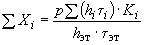 ∑ X_i = p∑(h_i τ_i) · K_i / h_эт · τ_эт